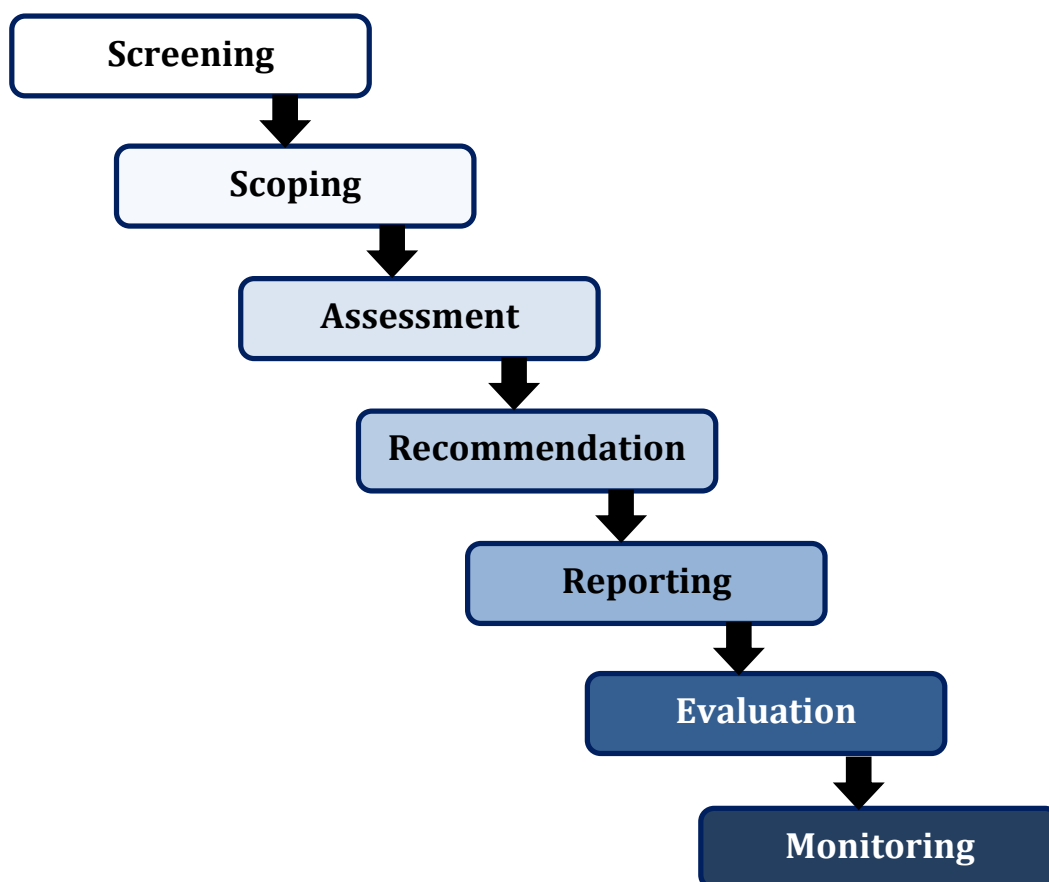 Screening
Scoping
Assessment
Recommendation
Reporting
Evaluation
Monitoring